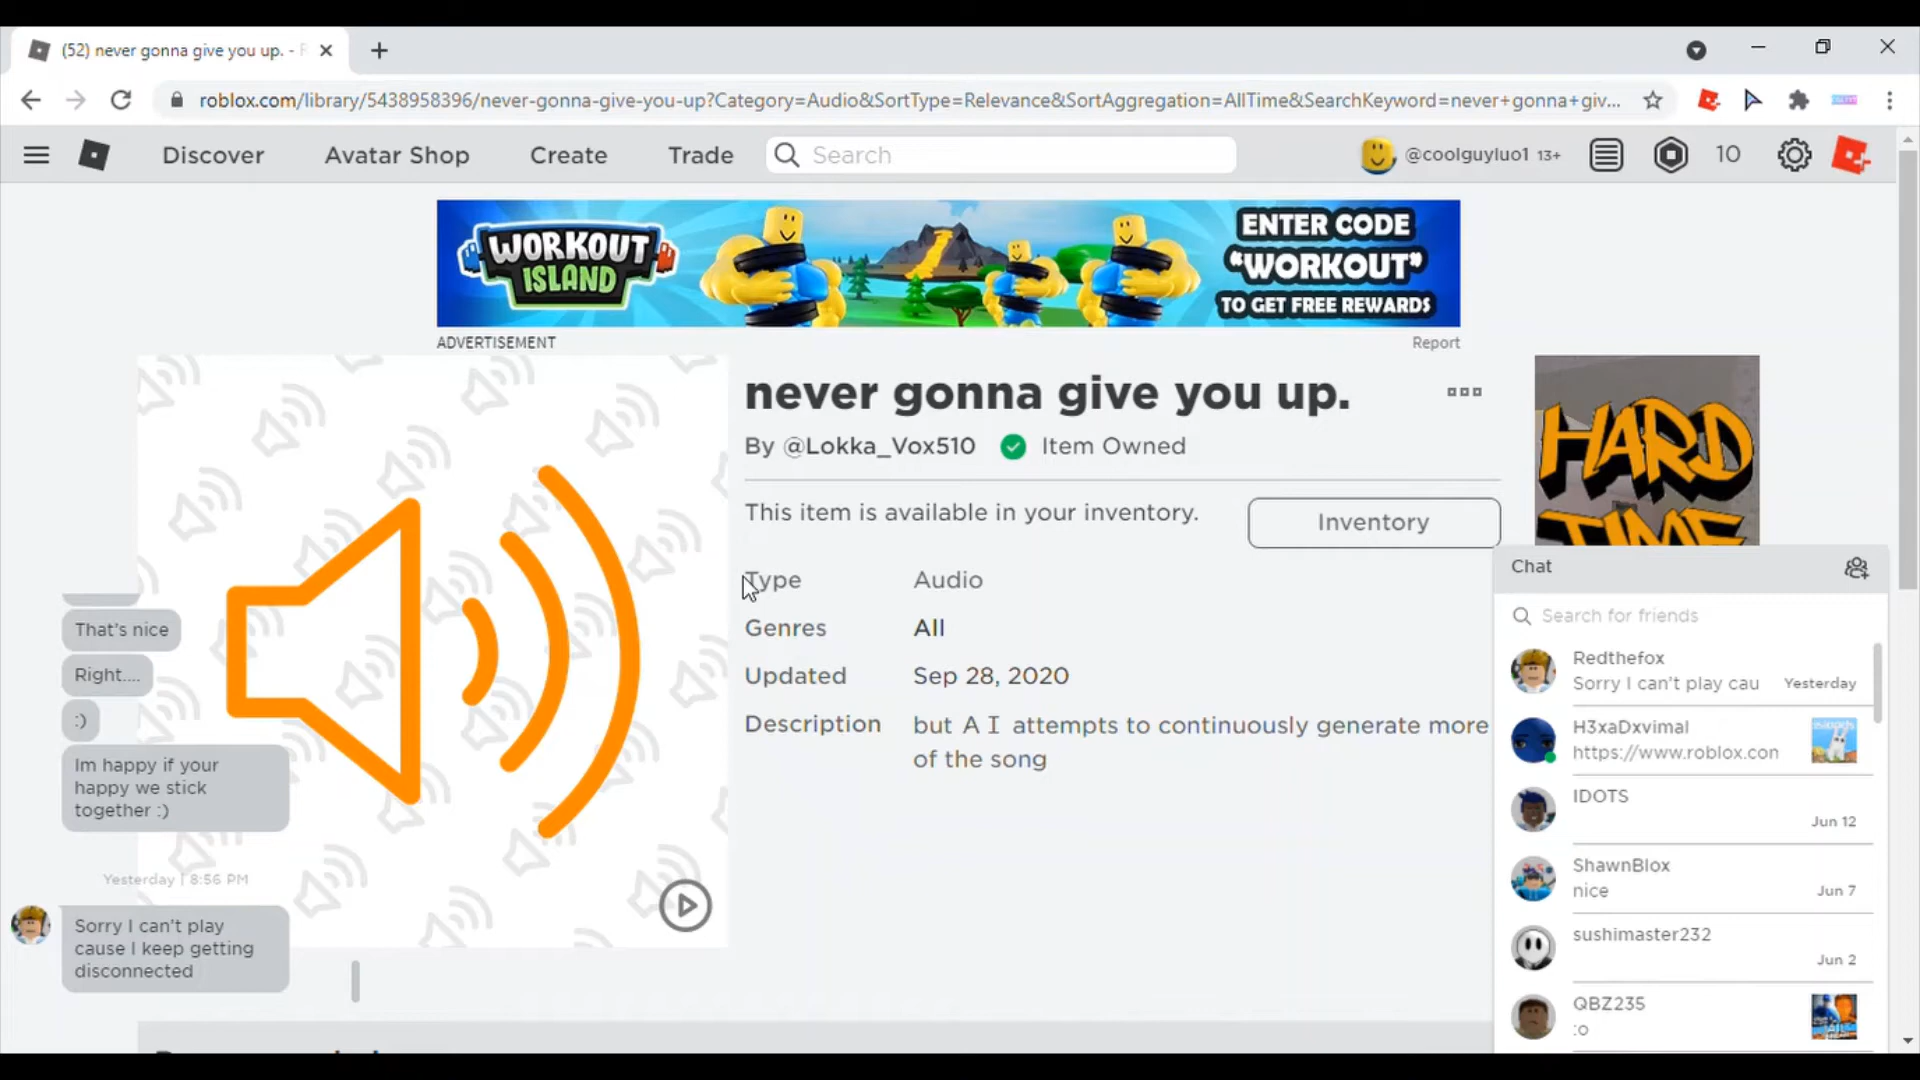 (52) never gonna give you up. -
roblox.com/library/5438958396/never-gonna-give-you-up?Category=Audio&SortType=Relevance&SortAggregation=AllTime&SearchKeyword=never+gonna+giv...
Discover
Avatar Shop
Create
Trade
Search
@coolguyluo1 13+
10
WORKOUT
ISLAND
ENTER CODE
"WORKOUT"
TO GET FREE REWARDS
ADVERTISEMENT
Report
never gonna give you up.
By @Lokka_Vox510
Item Owned
This item is available in your inventory.
Inventory
Type
Audio
Genres
All
Updated
Sep 28, 2020
Description
but A I attempts to continuously generate more
of the song
HARD
TIME
That's nice
Right....
:)
Im happy if your
happy we stick
together :)
Yesterday | 8:56 PM
Sorry I can't play
cause I keep getting
disconnected
Chat
Search for friends
Redthefox
Sorry I can't play cau
Yesterday
H3xaDxvimal
https://www.roblox.con
IDOTS
Jun 12
ShawnBlox
nice
Jun 7
sushimaster232
Jun 2
QBZ235
:o